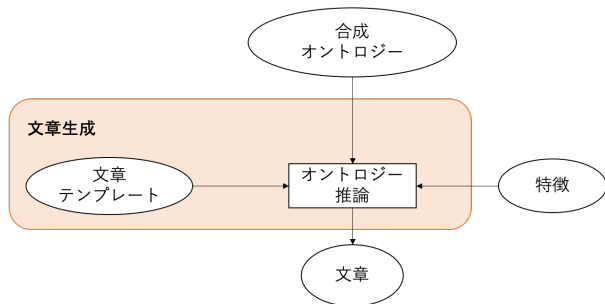 合成
オントロジー
文章生成
文章
テンプレート
オントロジー
推論
特徴
文章